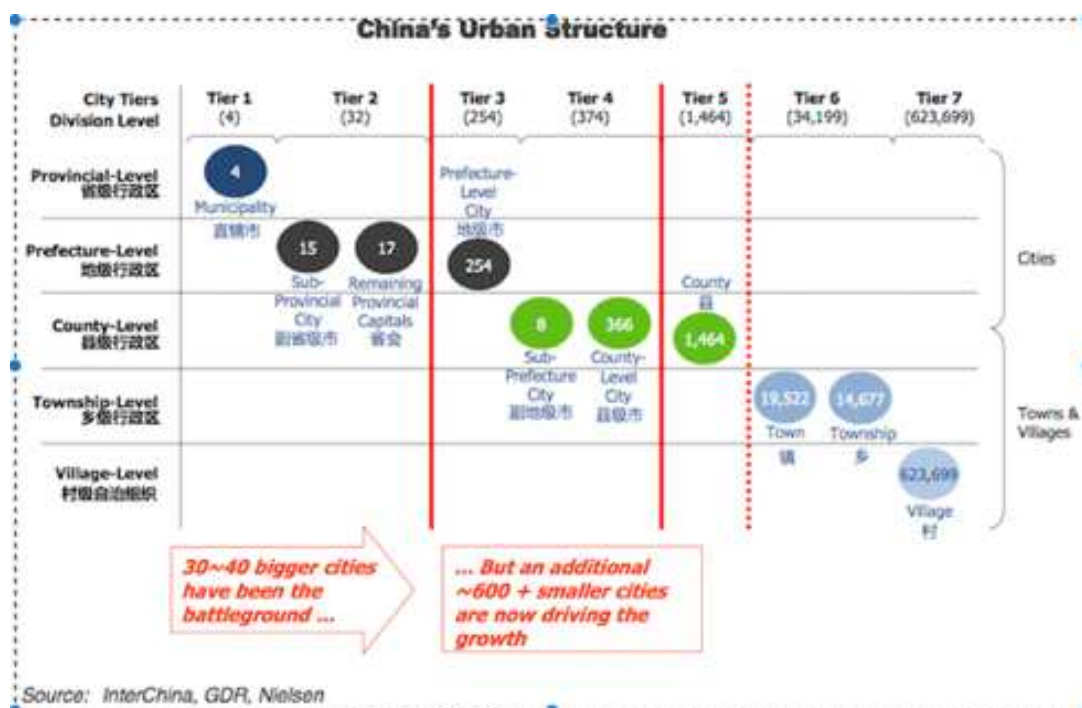 China's Urban Structure
City Tiers
Division Level
Tier 1
(4)
Tier 2
(32)
Tier 3
(254)
Tier 4
(374)
Tier 5
(1,464)
Tier 6
(34,199)
Tier 7
(623,699)
Provincial-Level
省级行政区
4
Municipality
直辖市
Prefecture-
Level
City
地级市
Prefecture-Level
地级行政区
15
Sub-
Provincial
City
副省级市
17
Remaining
Provincial
Capitals
省会
254
County
县
Cities
County-Level
县级行政区
8
Sub-
Prefecture
City
副地级市
366
County-
Level
City
县级市
1,464
Township-Level
乡级行政区
19,522
Town
镇
14,677
Township
乡
Towns &
Villages
Village-Level
村级自治组织
623,699
Village
村
30~40 bigger cities
have been the
battleground ...
... But an additional
~600 + smaller cities
are now driving the
growth
Source: InterChina, GDR, Nielsen